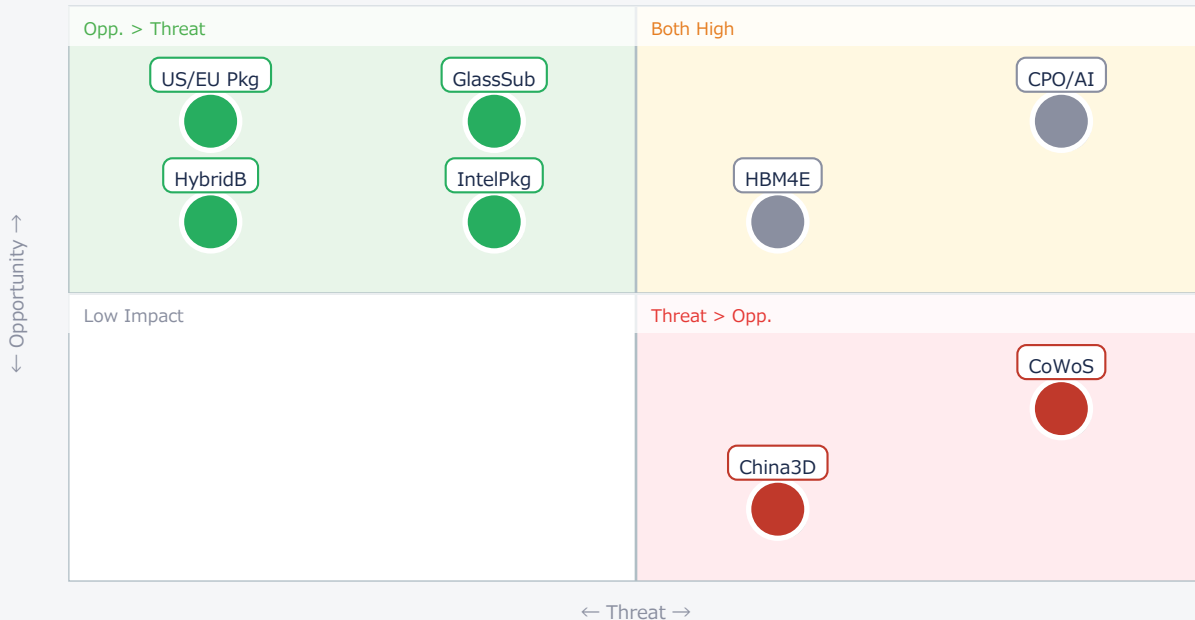 Opp. > Threat
Both High
US/EU Pkg
GlassSub
CPO/AI
HybridB
IntelPkg
HBM4E
← Opportunity →
Low Impact
Threat > Opp.
CoWoS
China3D
← Threat →